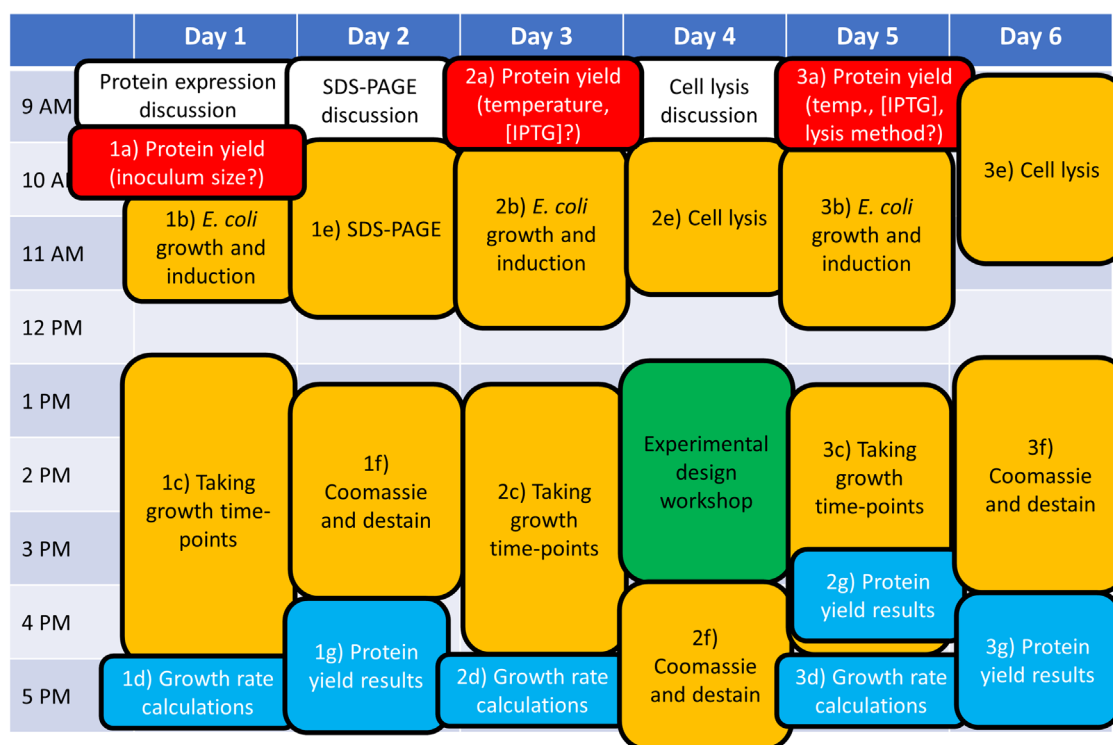 Day 1
Day 2
Day 3
Day 4
Day 5
Day 6
9 AM
Protein expression
discussion
SDS-PAGE
discussion
2a) Protein yield
(temperature,
[IPTG]?)
Cell lysis
discussion
3a) Protein yield
(temp., [IPTG],
lysis method?)
3e) Cell lysis
10 A
1a) Protein yield
(inoculum size?)
1b) E. coli
growth and
induction
1e) SDS-PAGE
2b) E. coli
growth and
induction
2e) Cell lysis
3b) E. coli
growth and
induction
11 AM
12 PM
1 PM
2 PM
3 PM
4 PM
5 PM
1c) Taking
growth time-
points
1f)
Coomassie
and destain
2c) Taking
growth
time-points
Experimental
design
workshop
3c) Taking
growth
time-points
3f)
Coomassie
and destain
2g) Protein
yield results
1d) Growth rate
calculations
1g) Protein
yield results
2d) Growth rate
calculations
2f)
Coomassie
and destain
3d) Growth rate
calculations
3g) Protein
yield results